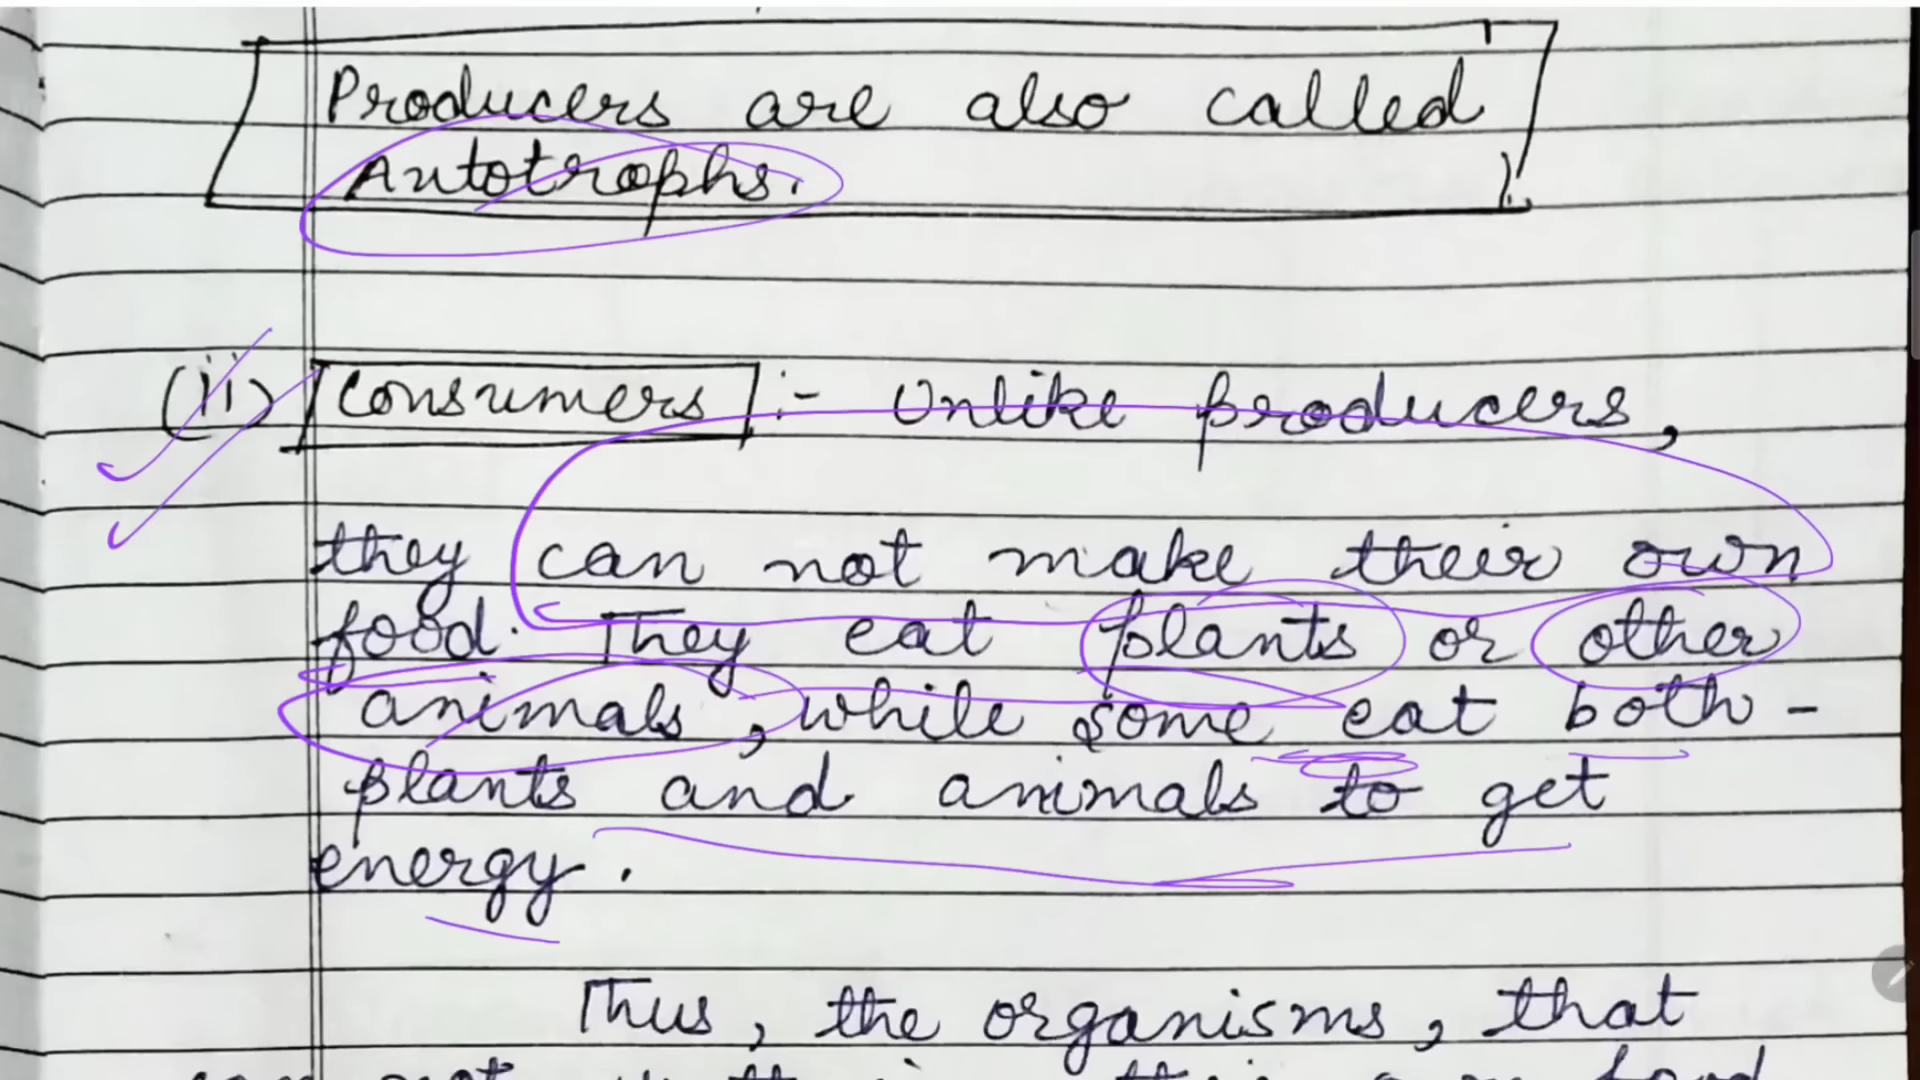 Producers are also called
Autotrophs.
(ii) Consumers :- Unlike producers,
they can not make their own
food. They eat plants or other
animals, while some eat both -
plants and animals to get
energy.
Thus, the organisms, that